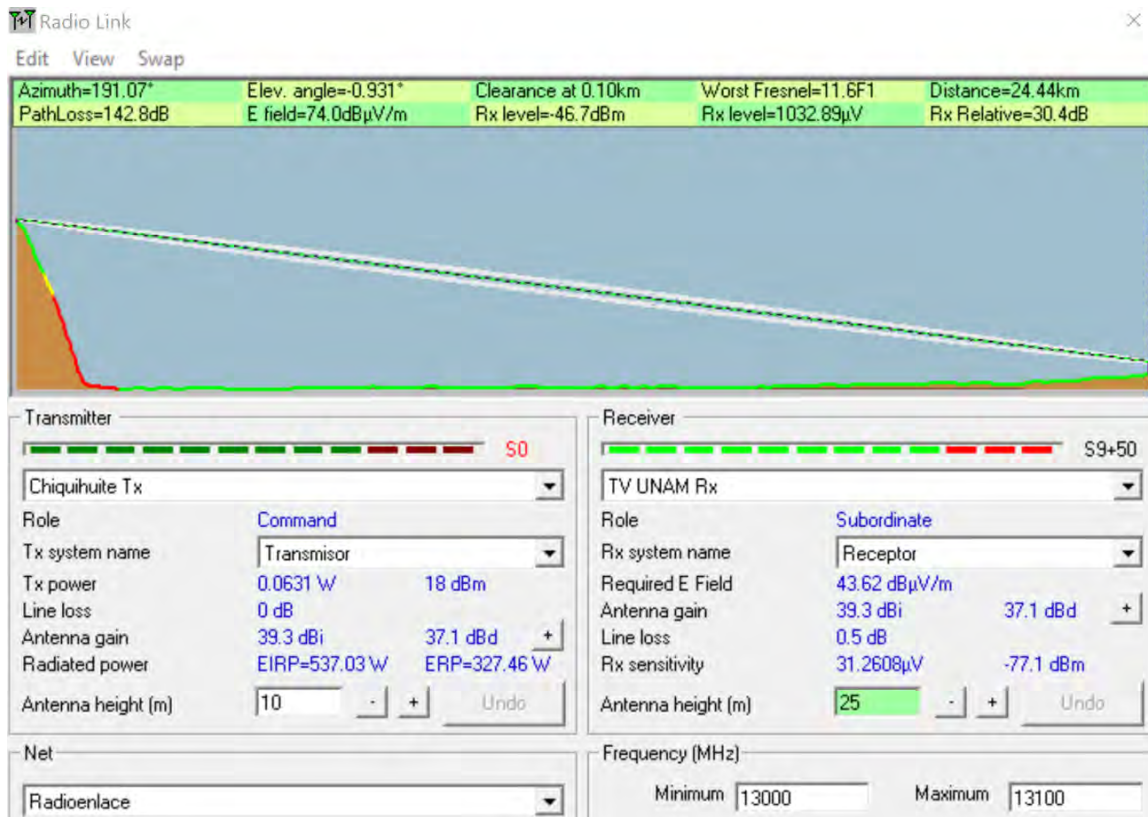 Radio Link
Edit View Swap
Azimuth=191.07° Elev. angle=-0.931° Clearance at 0.10km Worst Fresnel=11.6F1 Distance=24.44km
PathLoss=142.8dB E field=74.0dBµV/m Rx level=-46.7dBm Rx level=1032.89µV Rx Relative=30.4dB
Transmitter
S0
Chiquihuite Tx
Role Command
Tx system name Transmisor
Tx power 0.0631 W 18 dBm
Line loss 0 dB
Antenna gain 39.3 dBi 37.1 dBd +
Radiated power EIRP=537.03 W ERP=327.46 W
Antenna height (m) 10 - + Undo
Receiver
S9+50
TV UNAM Rx
Role Subordinate
Rx system name Receptor
Required E Field 43.62 dBµV/m
Antenna gain 39.3 dBi 37.1 dBd +
Line loss 0.5 dB
Rx sensitivity 31.2608µV -77.1 dBm
Antenna height (m) 25 - + Undo
Net
Radioenlace
Frequency (MHz)
Minimum 13000 Maximum 13100